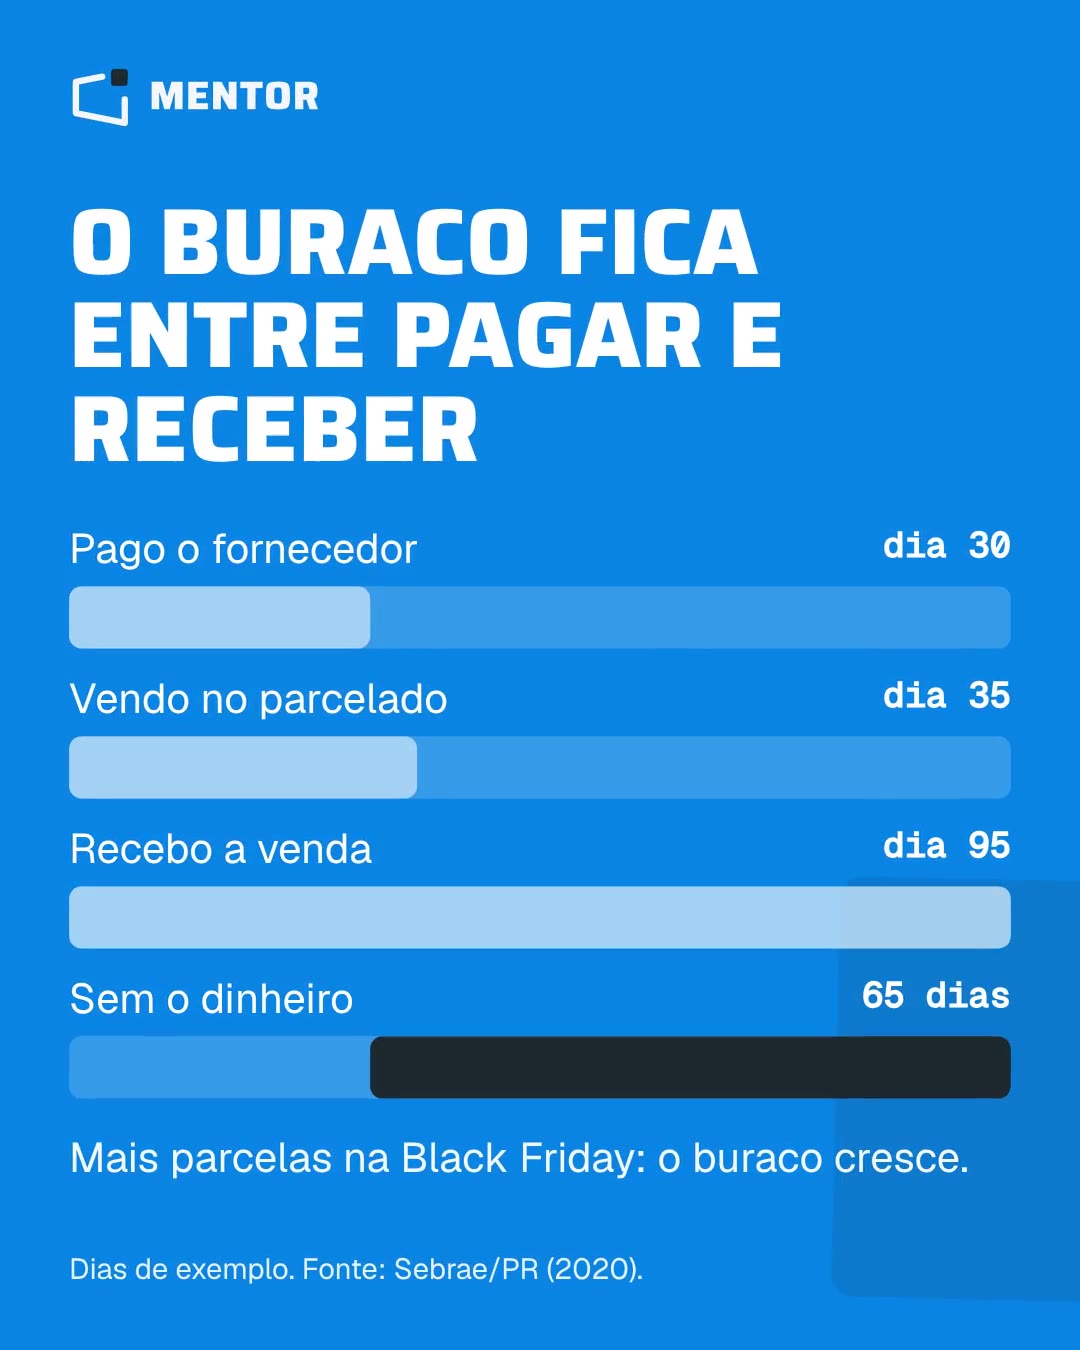 MENTOR
O BURACO FICA
ENTRE PAGAR E
RECEBER
Pago o fornecedor dia 30
Vendo no parcelado dia 35
Recebo a venda dia 95
Sem o dinheiro 65 dias
Mais parcelas na Black Friday: o buraco cresce.
Dias de exemplo. Fonte: Sebrae/PR (2020).